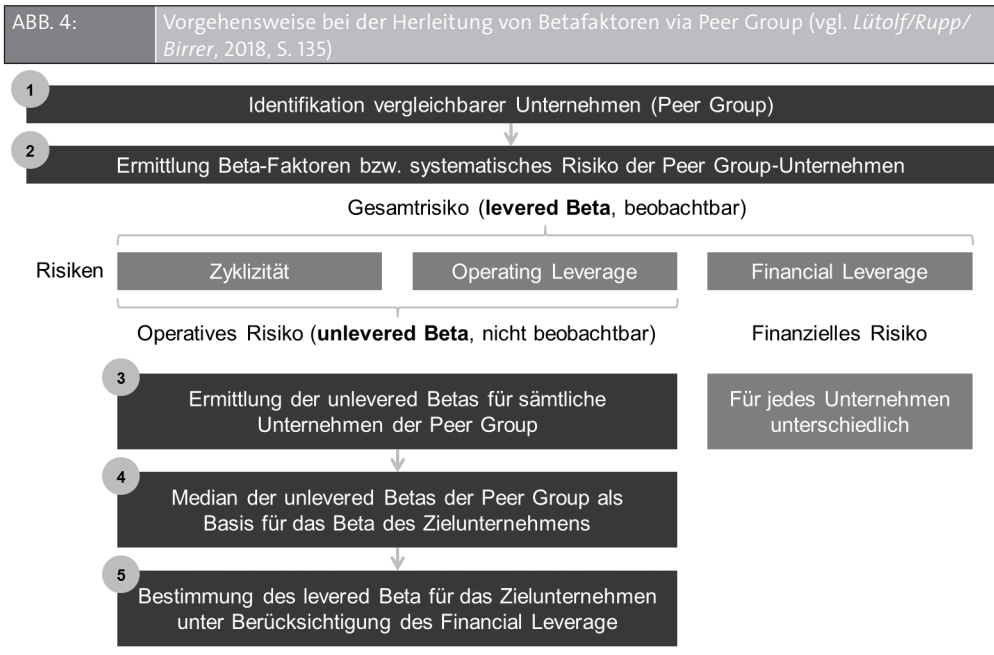 ABB. 4: Vorgehensweise bei der Herleitung von Betafaktoren via Peer Group (vgl. Lütolf/Rupp/
Birrer, 2018, S. 135)
1
Identifikation vergleichbarer Unternehmen (Peer Group)
2
Ermittlung Beta-Faktoren bzw. systematisches Risiko der Peer Group-Unternehmen
Gesamtrisiko (levered Beta, beobachtbar)
Risiken
Zyklizität
Operating Leverage
Financial Leverage
Operatives Risiko (unlevered Beta, nicht beobachtbar)
Finanzielles Risiko
3
Ermittlung der unlevered Betas für sämtliche
Unternehmen der Peer Group
Für jedes Unternehmen
unterschiedlich
4
Median der unlevered Betas der Peer Group als
Basis für das Beta des Zielunternehmens
5
Bestimmung des levered Beta für das Zielunternehmen
unter Berücksichtigung des Financial Leverage